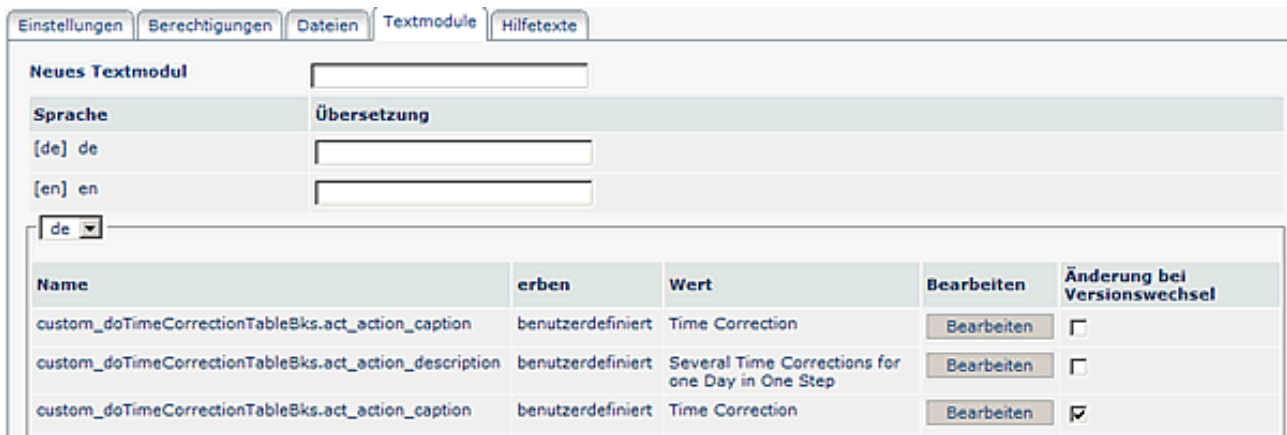 Einstellungen Berechtigungen Dateien Textmodule Hilfetexte
Neues Textmodul
Sprache Übersetzung
[de] de
[en] en
de
Name erben Wert Bearbeiten Änderung bei Versionswechsel
custom_doTimeCorrectionTableBks.act_action_caption benutzerdefiniert Time Correction Bearbeiten
custom_doTimeCorrectionTableBks.act_action_description benutzerdefiniert Several Time Corrections for one Day in One Step Bearbeiten
custom_doTimeCorrectionTableBks.act_action_caption benutzerdefiniert Time Correction Bearbeiten